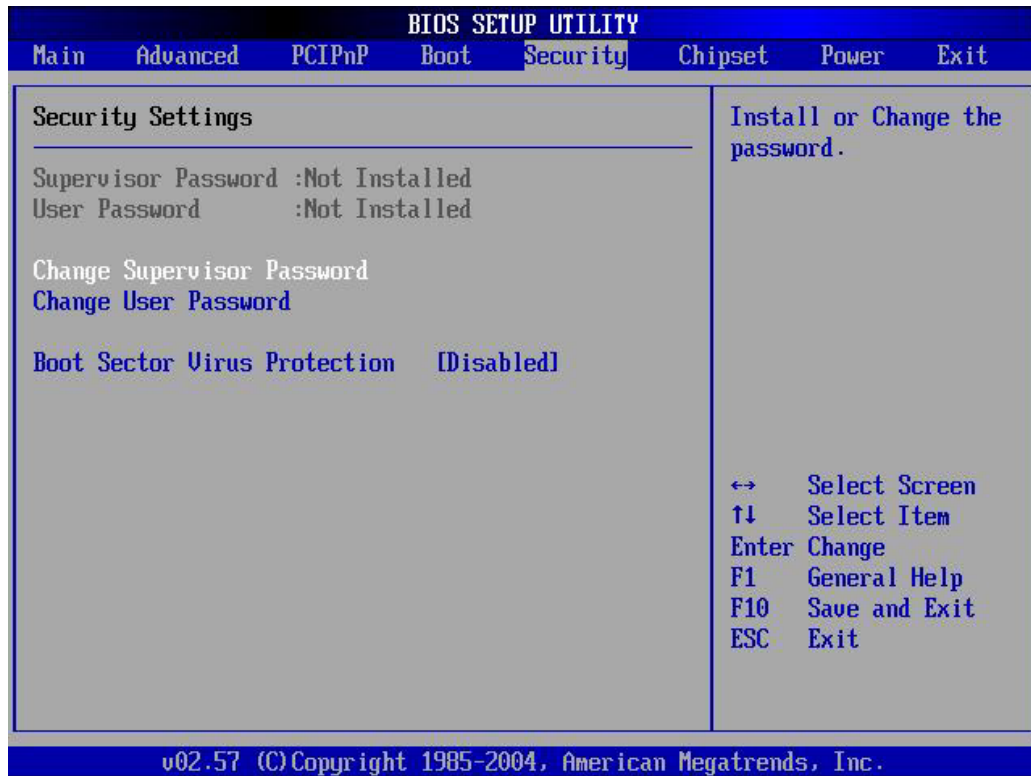 BIOS SETUP UTILITY
Main Advanced PCIPnP Boot Security Chipset Power Exit
Security Settings
Supervisor Password :Not Installed
User Password :Not Installed
Change Supervisor Password
Change User Password
Boot Sector Virus Protection [Disabled]
Install or Change the
password.
↔ Select Screen
↑↓ Select Item
Enter Change
F1 General Help
F10 Save and Exit
ESC Exit
v02.57 (C)Copyright 1985-2004, American Megatrends, Inc.